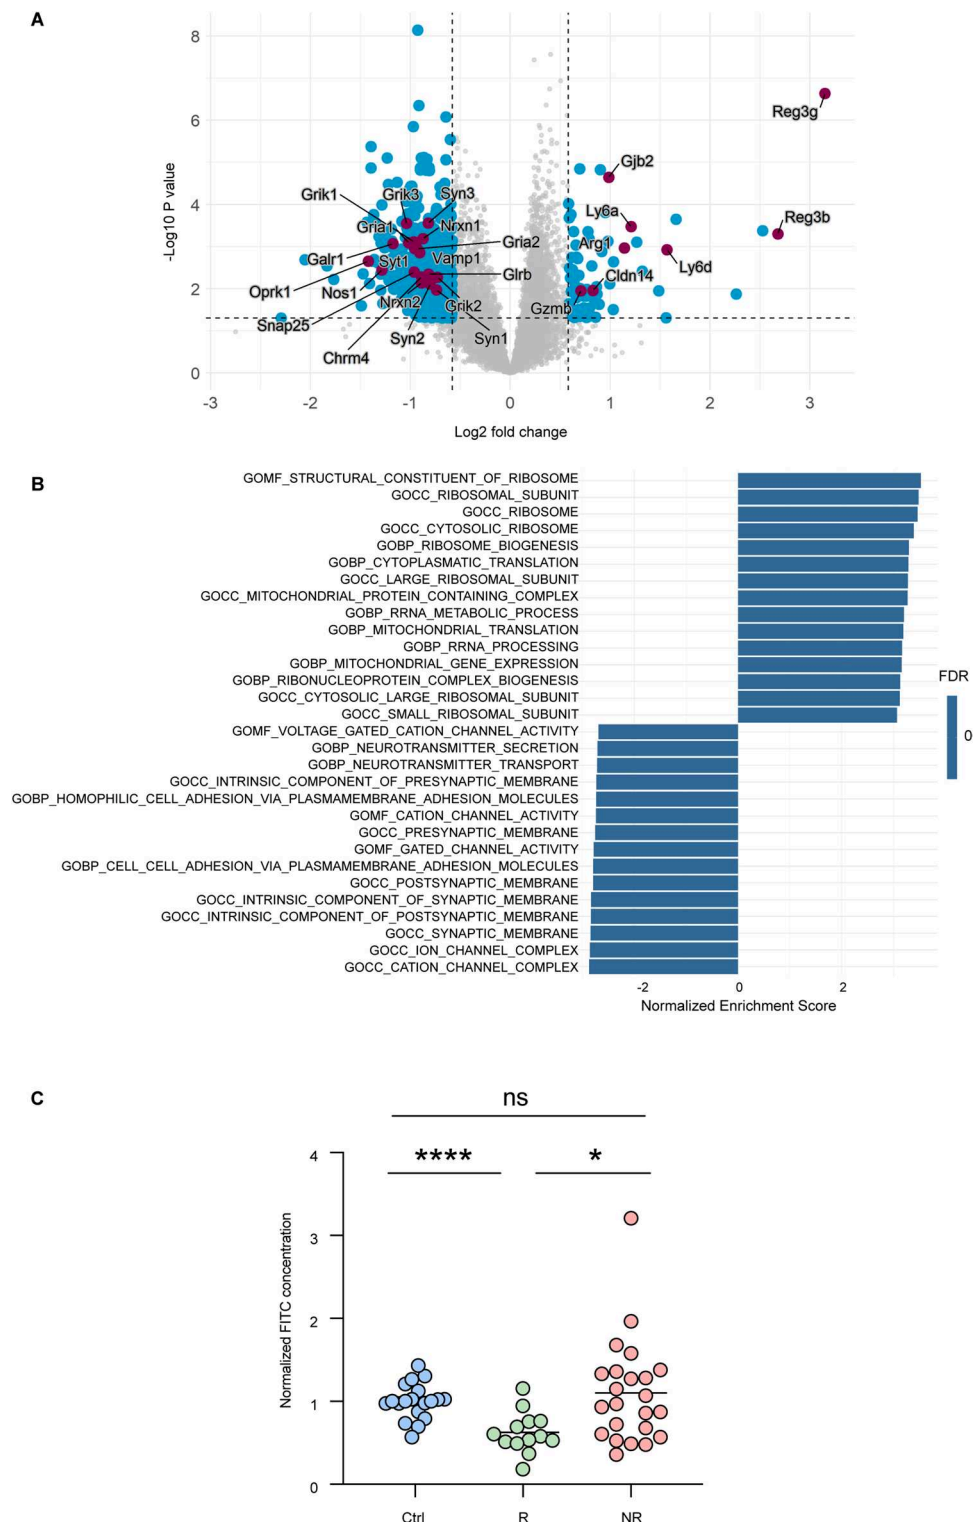 A
8
6
4
2
0
-Log10 P value
Reg3g
Gjb2
Grik1
Grik3
Syn3
Ly6a
Reg3b
Gria1
Nrxn1
Gria2
Arg1
Galr1
Syt1
Vamp1
Ly6d
Glrb
Cldn14
Oprk1
Nos1
Nrxn2
Grik2
Gzmb
Snap25
Syn2
Syn1
Chrm4
-3
-2
-1
0
1
2
3
Log2 fold change
B
GOMF_STRUCTURAL_CONSTITUENT_OF_RIBOSOME
GOCC_RIBOSOMAL_SUBUNIT
GOCC_RIBOSOME
GOCC_CYTOSOLIC_RIBOSOME
GOBP_RIBOSOME_BIOGENESIS
GOBP_CYTOPLASMATIC_TRANSLATION
GOCC_LARGE_RIBOSOMAL_SUBUNIT
GOCC_MITOCHONDRIAL_PROTEIN_CONTAINING_COMPLEX
GOBP_RRNA_METABOLIC_PROCESS
GOBP_MITOCHONDRIAL_TRANSLATION
GOBP_RRNA_PROCESSING
GOBP_MITOCHONDRIAL_GENE_EXPRESSION
GOBP_RIBONUCLEOPROTEIN_COMPLEX_BIOGENESIS
GOCC_CYTOSOLIC_LARGE_RIBOSOMAL_SUBUNIT
GOCC_SMALL_RIBOSOMAL_SUBUNIT
GOMF_VOLTAGE_GATED_CATION_CHANNEL_ACTIVITY
GOBP_NEUROTRANSMITTER_SECRETION
GOBP_NEUROTRANSMITTER_TRANSPORT
GOCC_INTRINSIC_COMPONENT_OF_PRESYNAPTIC_MEMBRANE
GOBP_HOMOPHILIC_CELL_ADHESION_VIA_PLASMAMEMBRANE_ADHESION_MOLECULES
GOMF_CATION_CHANNEL_ACTIVITY
GOCC_PRESYNAPTIC_MEMBRANE
GOMF_GATED_CHANNEL_ACTIVITY
GOBP_CELL_CELL_ADHESION_VIA_PLASMAMEMBRANE_ADHESION_MOLECULES
GOCC_POSTSYNAPTIC_MEMBRANE
GOCC_INTRINSIC_COMPONENT_OF_SYNAPTIC_MEMBRANE
GOCC_INTRINSIC_COMPONENT_OF_POSTSYNAPTIC_MEMBRANE
GOCC_SYNAPTIC_MEMBRANE
GOCC_ION_CHANNEL_COMPLEX
GOCC_CATION_CHANNEL_COMPLEX
-2
0
2
Normalized Enrichment Score
FDR
0
C
ns
****
*
4
3
2
1
0
Normalized FITC concentration
Ctrl
R
NR